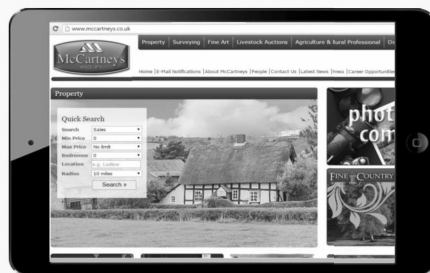 www.mccartneys.co.uk
McCartneys
Property Surveying Fine Art Livestock Auctions Agriculture & Rural Professional
Home |E-Mail Notifications |About McCartneys |People |Contact Us |Latest News |Press |Career Opportunities
Property
Quick Search
Search Sales
Min Price 0
Max Price No limit
Bedrooms 0
Location e.g. Ludlow
Radius 10 miles
Search »
phot
com
FINE COUNTRY